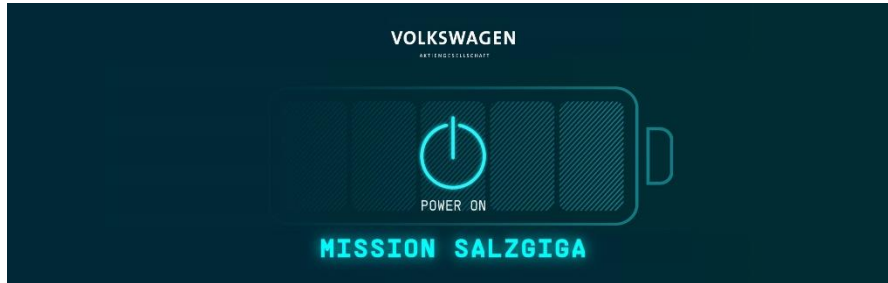 VOLKSWAGEN
AKTIENGESELLSCHAFT
POWER ON
MISSION SALZGIGA